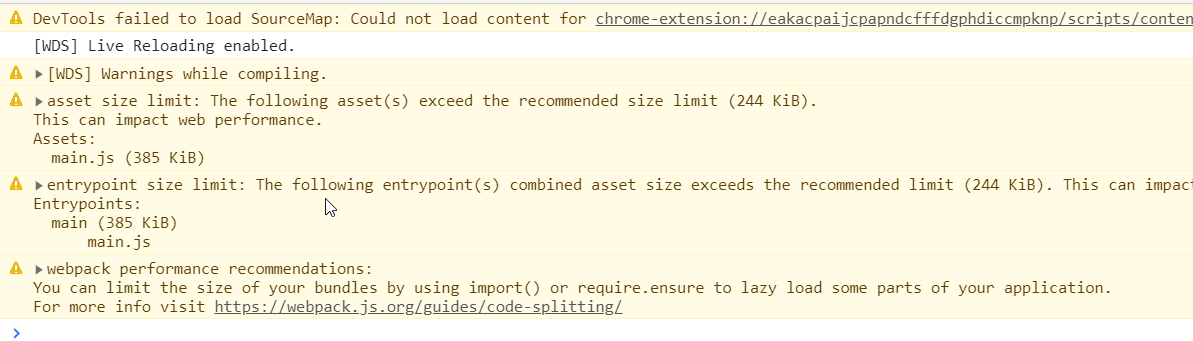 DevTools failed to load SourceMap: Could not load content for chrome-extension://eakacpaijcpapndcfffdgphdiccmpknp/scripts/conten
[WDS] Live Reloading enabled.
[WDS] Warnings while compiling.
asset size limit: The following asset(s) exceed the recommended size limit (244 KiB).
This can impact web performance.
Assets:
main.js (385 KiB)
entrypoint size limit: The following entrypoint(s) combined asset size exceeds the recommended limit (244 KiB). This can impact
Entrypoints:
main (385 KiB)
main.js
webpack performance recommendations:
You can limit the size of your bundles by using import() or require.ensure to lazy load some parts of your application.
For more info visit https://webpack.js.org/guides/code-splitting/